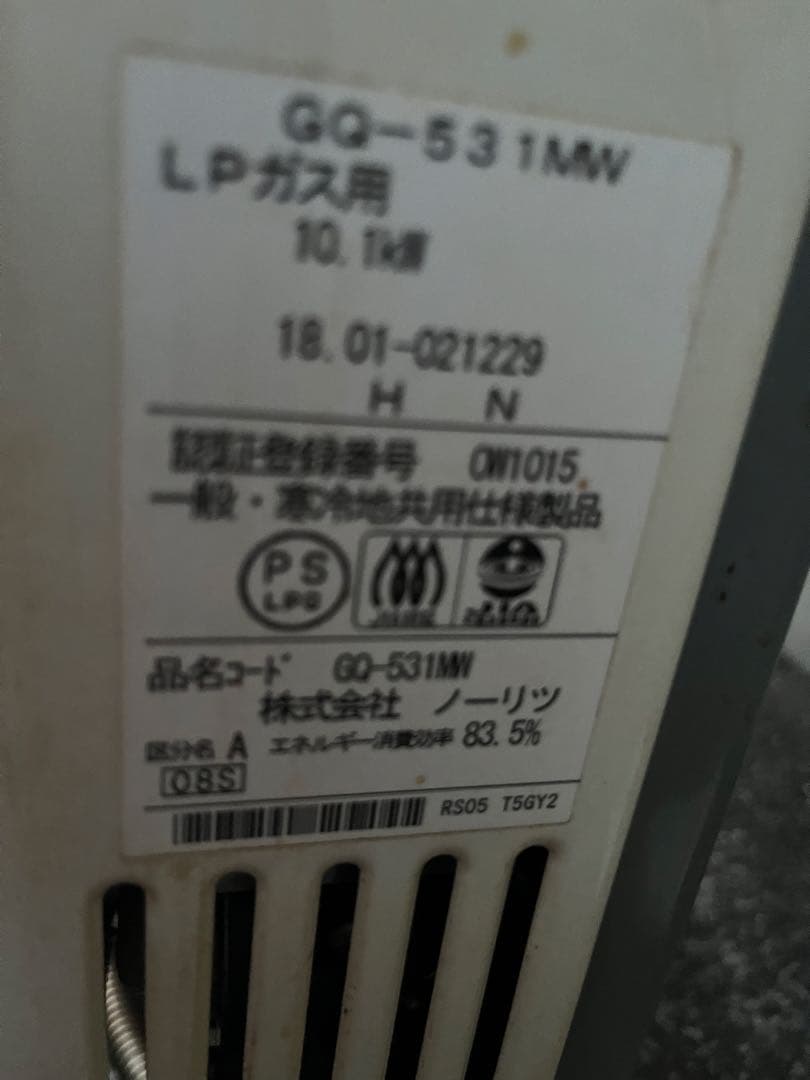 GQ-531MW
LPガス用
10.1kW
18.01-021229
H N
認証登録番号 CW1015
一般・寒冷地共用仕様製品
PS
LPG
品名コード GQ-531MW
株式会社 ノーリツ
区分名 A エネルギー消費効率 83.5%
08S
RS05 T5GY2